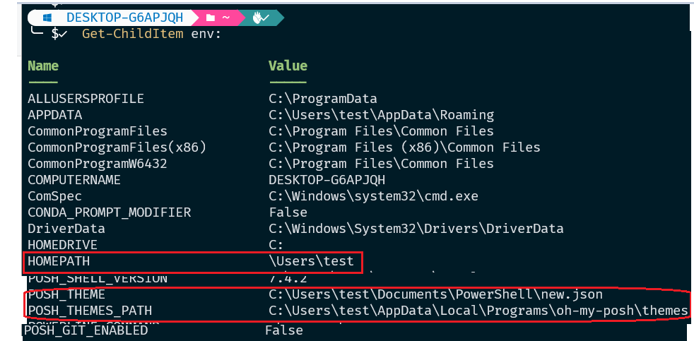 DESKTOP-G6APJQH ~
$✓ Get-ChildItem env:
Name Value
ALLUSERSPROFILE C:\ProgramData
APPDATA C:\Users\test\AppData\Roaming
CommonProgramFiles C:\Program Files\Common Files
CommonProgramFiles(x86) C:\Program Files (x86)\Common Files
CommonProgramW6432 C:\Program Files\Common Files
COMPUTERNAME DESKTOP-G6APJQH
ComSpec C:\Windows\system32\cmd.exe
CONDA_PROMPT_MODIFIER False
DriverData C:\Windows\System32\Drivers\DriverData
HOMEDRIVE C:
HOMEPATH \Users\test
POSH_SHELL_VERSION 7.4.2
POSH_THEME C:\Users\test\Documents\PowerShell\new.json
POSH_THEMES_PATH C:\Users\test\AppData\Local\Programs\oh-my-posh\themes
POSH_GIT_ENABLED False